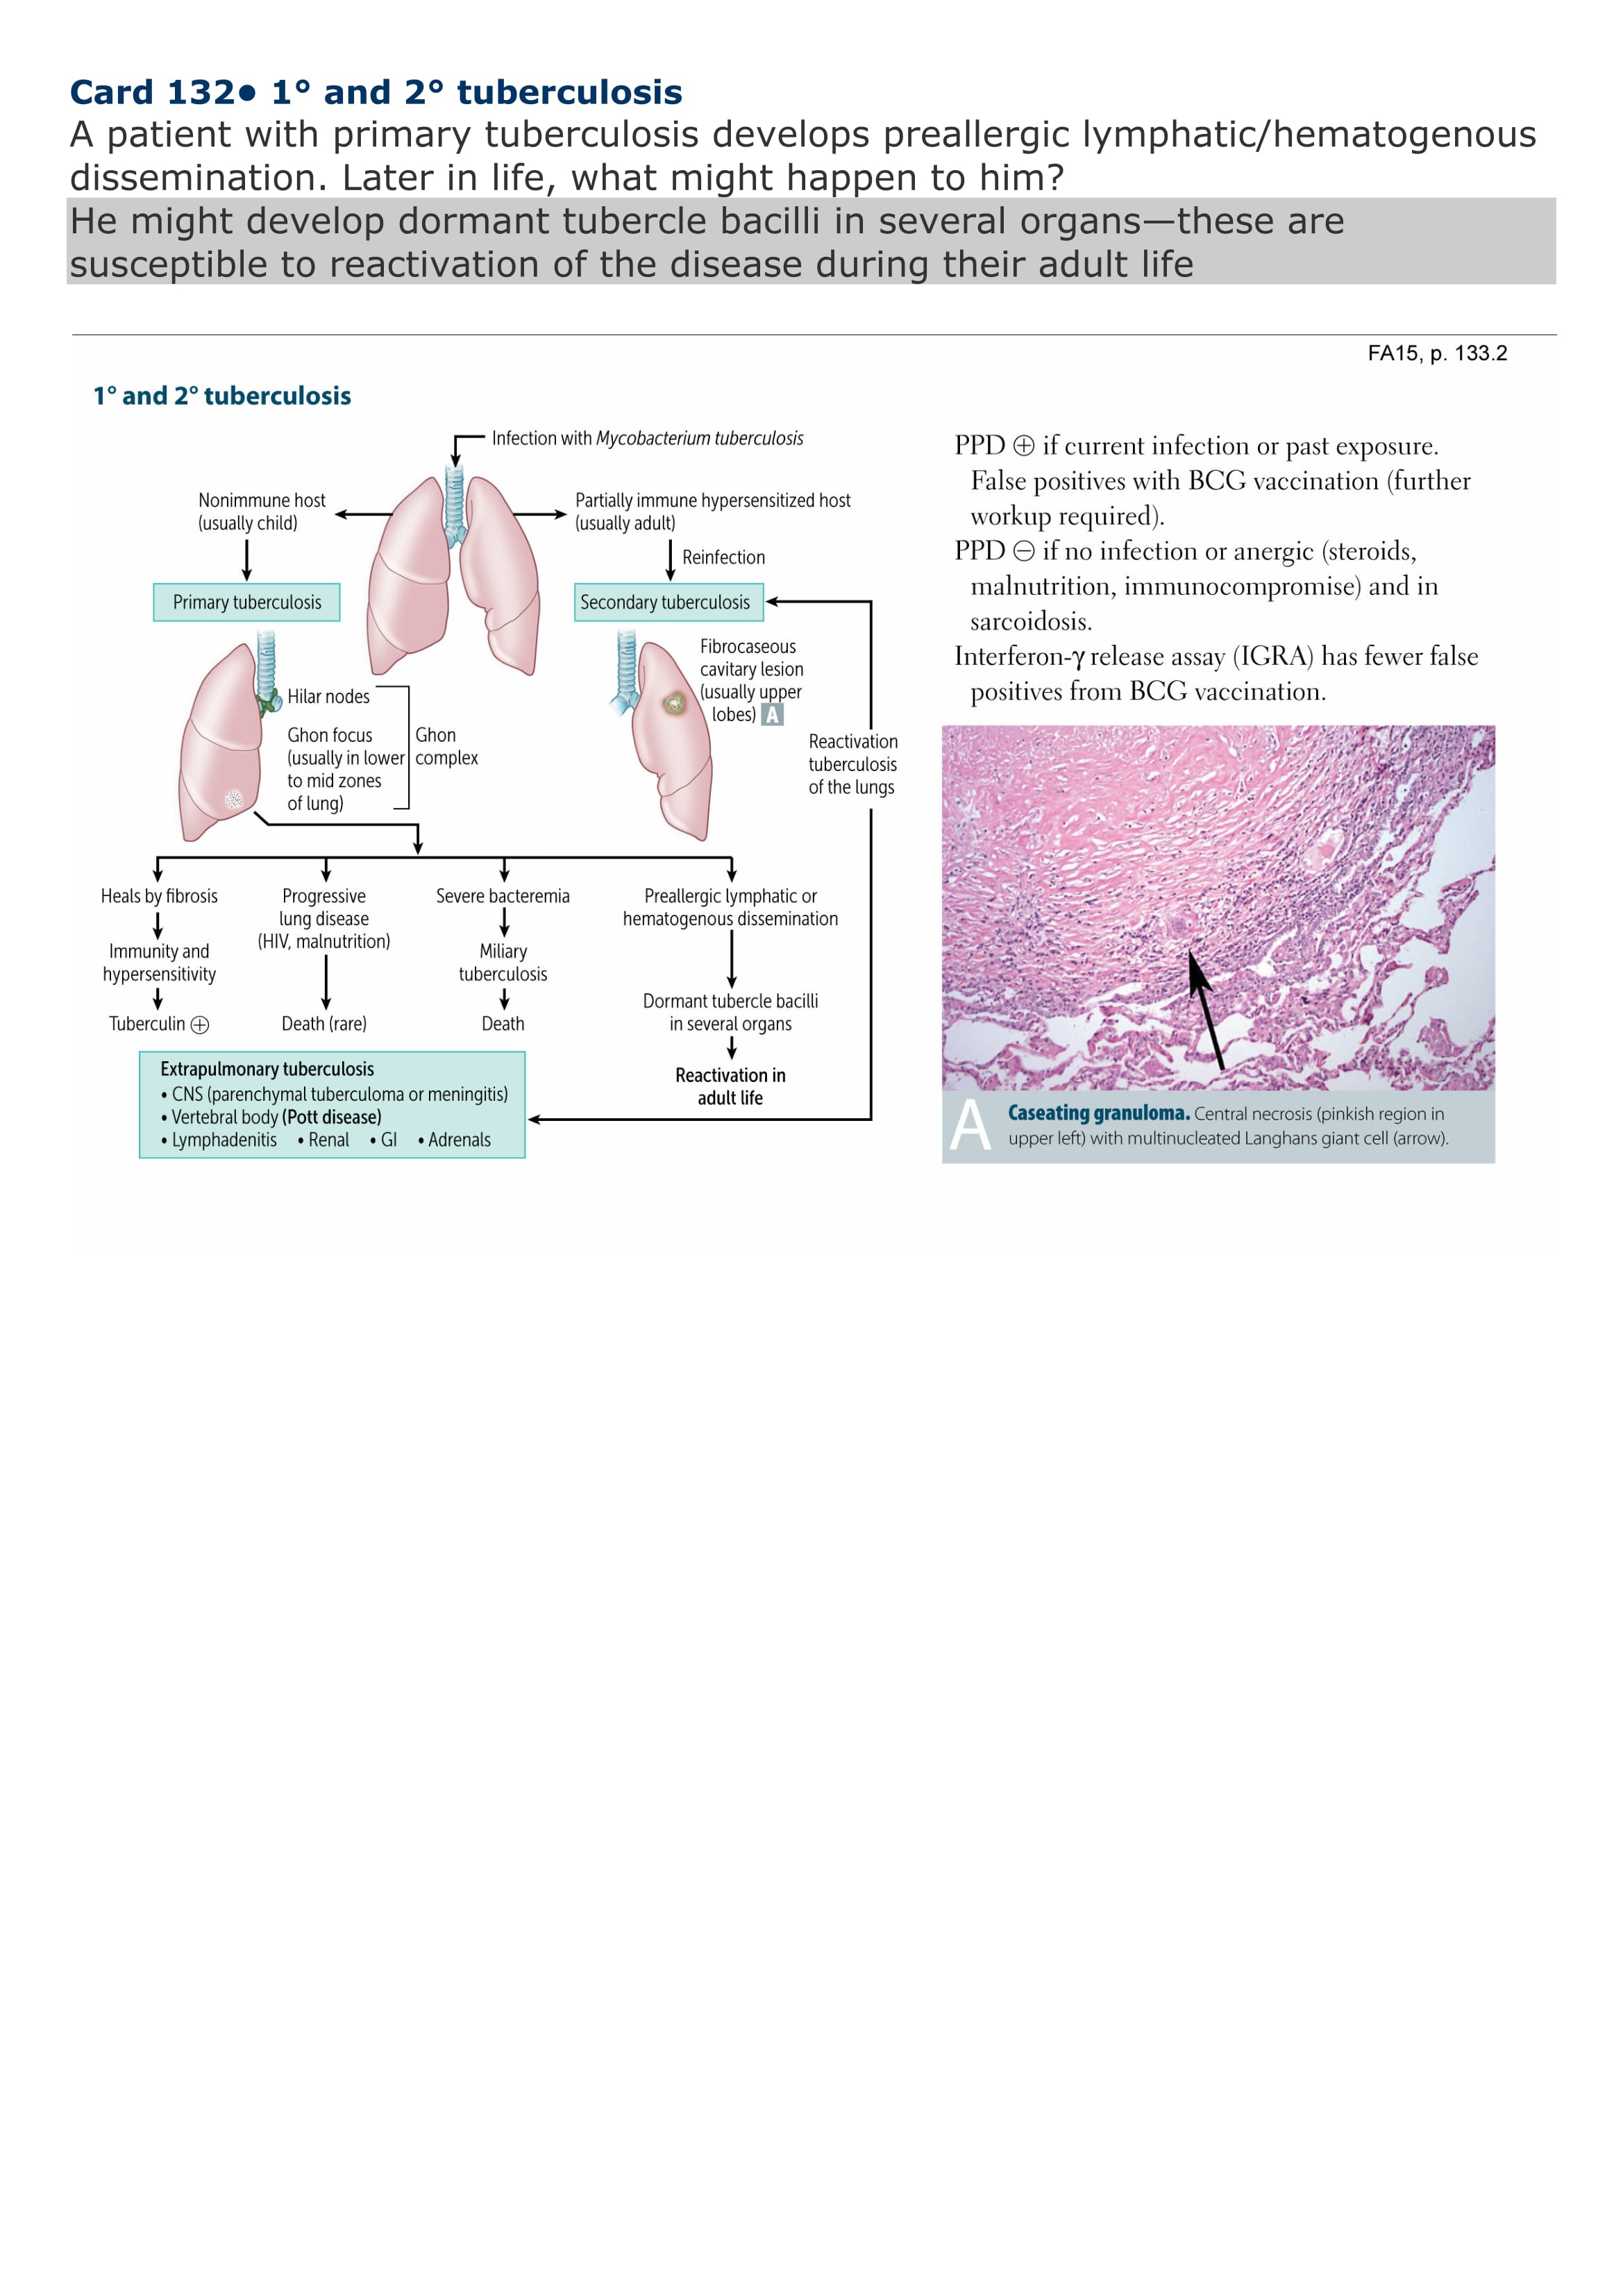 Card 132● 1° and 2° tuberculosis
A patient with primary tuberculosis develops preallergic lymphatic/hematogenous
dissemination. Later in life, what might happen to him?
He might develop dormant tubercle bacilli in several organs—these are
susceptible to reactivation of the disease during their adult life
FA15, p. 133.2
1° and 2° tuberculosis
Infection with Mycobacterium tuberculosis
Nonimmune host
(usually child)
Partially immune hypersensitized host
(usually adult)
Reinfection
Primary tuberculosis
Secondary tuberculosis
Hilar nodes
Ghon focus
(usually in lower
to mid zones
of lung)
Ghon
complex
Fibrocaseous
cavitary lesion
(usually upper
lobes) A
Reactivation
tuberculosis
of the lungs
Heals by fibrosis
Immunity and
hypersensitivity
Tuberculin ⊕
Progressive
lung disease
(HIV, malnutrition)
Death (rare)
Severe bacteremia
Miliary
tuberculosis
Death
Preallergic lymphatic or
hematogenous dissemination
Dormant tubercle bacilli
in several organs
Reactivation in
adult life
Extrapulmonary tuberculosis
• CNS (parenchymal tuberculoma or meningitis)
• Vertebral body (Pott disease)
• Lymphadenitis • Renal • GI • Adrenals
PPD ⊕ if current infection or past exposure.
False positives with BCG vaccination (further
workup required).
PPD ⊖ if no infection or anergic (steroids,
malnutrition, immunocompromise) and in
sarcoidosis.
Interferon-γ release assay (IGRA) has fewer false
positives from BCG vaccination.
A
Caseating granuloma. Central necrosis (pinkish region in
upper left) with multinucleated Langhans giant cell (arrow).